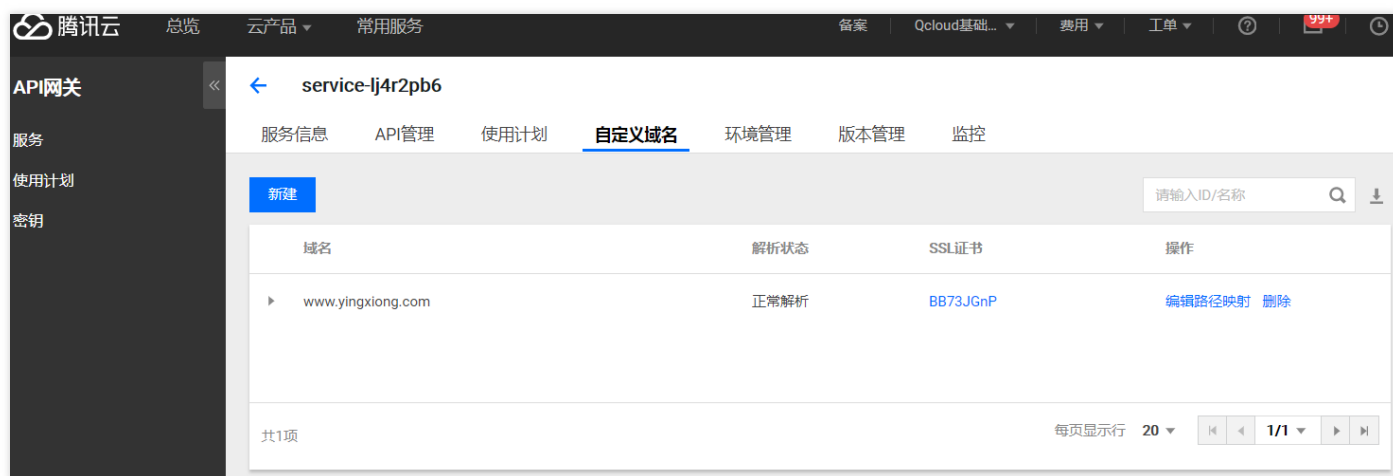 腾讯云 总览 云产品 常用服务 备案 Qcloud基础... 费用 工单 99+
API网关
service-lj4r2pb6
服务信息 API管理 使用计划 自定义域名 环境管理 版本管理 监控
服务
使用计划
密钥
新建 请输入ID/名称
域名 解析状态 SSL证书 操作
www.yingxiong.com 正常解析 BB73JGnP 编辑路径映射 删除
共1项 每页显示行 20 1/1